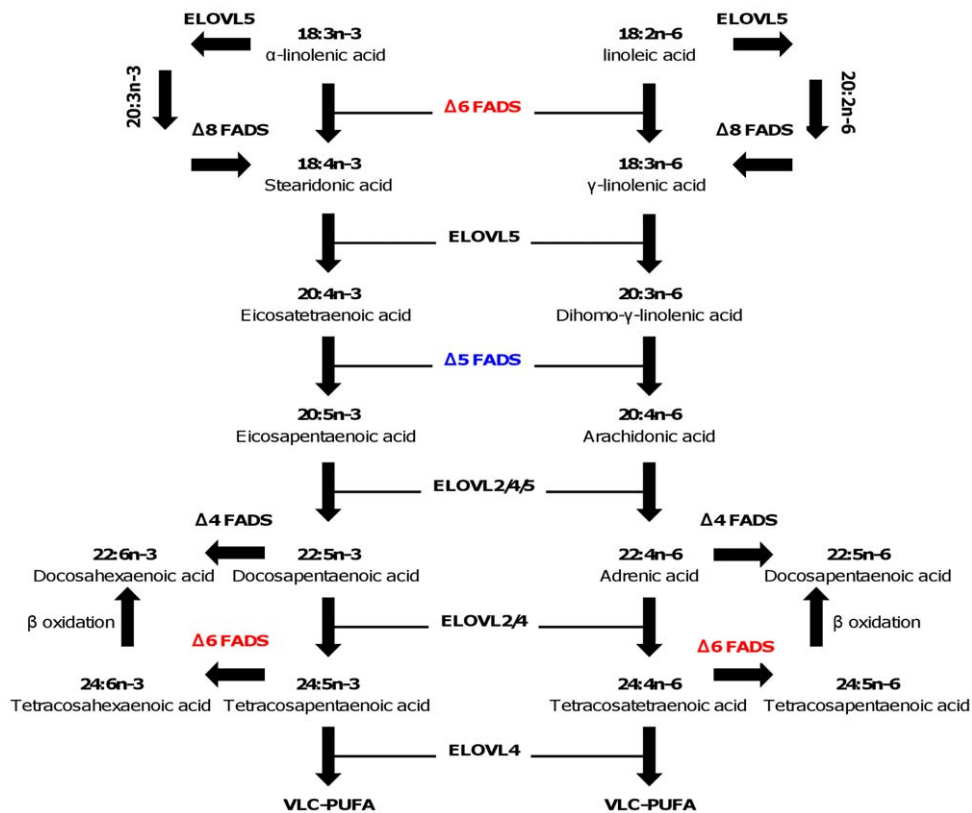 ELOVL5
18:3n-3
α-linolenic acid
18:2n-6
linoleic acid
ELOVL5
20:3n-3
Δ6 FADS
20:2n-6
Δ8 FADS
Δ8 FADS
18:4n-3
Stearidonic acid
18:3n-6
γ-linolenic acid
ELOVL5
20:4n-3
Eicosatetraenoic acid
20:3n-6
Dihomo-γ-linolenic acid
Δ5 FADS
20:5n-3
Eicosapentaenoic acid
20:4n-6
Arachidonic acid
ELOVL2/4/5
Δ4 FADS
Δ4 FADS
22:6n-3
Docosahexaenoic acid
22:5n-3
Docosapentaenoic acid
22:4n-6
Adrenic acid
22:5n-6
Docosapentaenoic acid
β oxidation
ELOVL2/4
β oxidation
Δ6 FADS
Δ6 FADS
24:6n-3
Tetracosahexaenoic acid
24:5n-3
Tetracosapentaenoic acid
24:4n-6
Tetracosatetraenoic acid
24:5n-6
Tetracosapentaenoic acid
ELOVL4
VLC-PUFA
VLC-PUFA